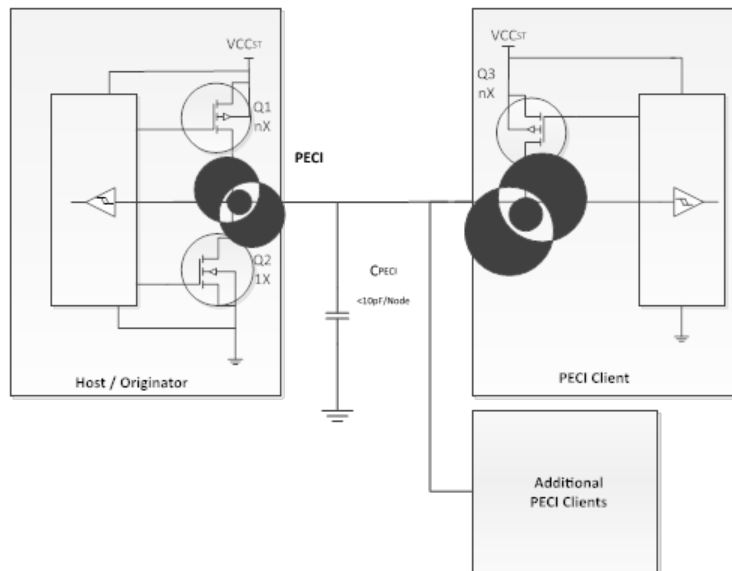 VCCST
Q1
nX
Q2
1X
Host / Originator
PECI
CPECI
<10pF/Node
VCCST
Q3
nX
PECI Client
Additional
PECI Clients